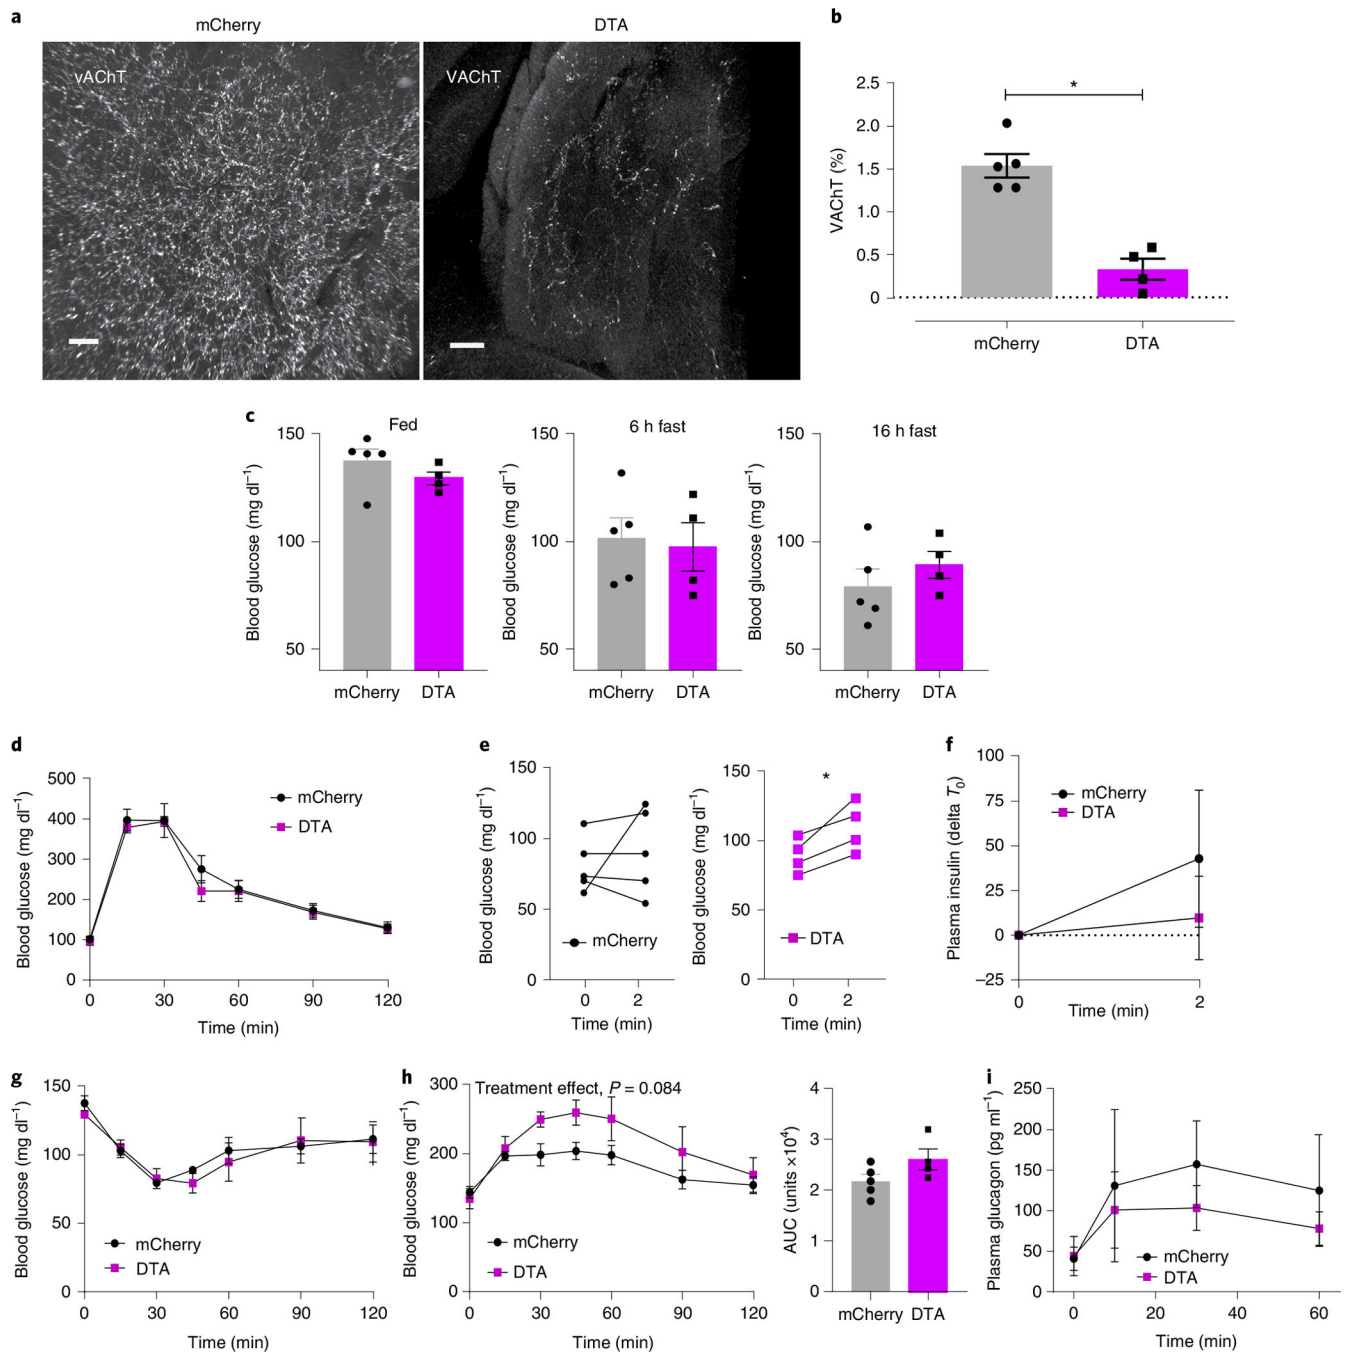 a
mCherry
DTA
vAChT
VAChT
b
2.5
2.0
1.5
1.0
0.5
0
VAChT (%)
*
mCherry
DTA
c
Fed
150
100
50
Blood glucose (mg dl−1)
mCherry
DTA
6 h fast
150
100
50
Blood glucose (mg dl−1)
mCherry
DTA
16 h fast
150
100
50
Blood glucose (mg dl−1)
mCherry
DTA
d
500
400
300
200
100
0
Blood glucose (mg dl−1)
mCherry
DTA
0 30 60 90 120
Time (min)
e
150
100
50
0
Blood glucose (mg dl−1)
mCherry
0 2
Time (min)
*
150
100
50
0
Blood glucose (mg dl−1)
DTA
0 2
Time (min)
f
100
75
50
25
0
−25
Plasma insulin (delta T0)
mCherry
DTA
0 2
Time (min)
g
150
100
50
0
Blood glucose (mg dl−1)
mCherry
DTA
0 30 60 90 120
Time (min)
h
Treatment effect, P = 0.084
300
200
100
0
Blood glucose (mg dl−1)
mCherry
DTA
0 30 60 90 120
Time (min)
4
3
2
1
0
AUC (units ×104)
mCherry DTA
i
250
200
150
100
50
0
Plasma glucagon (pg ml−1)
mCherry
DTA
0 20 40 60
Time (min)